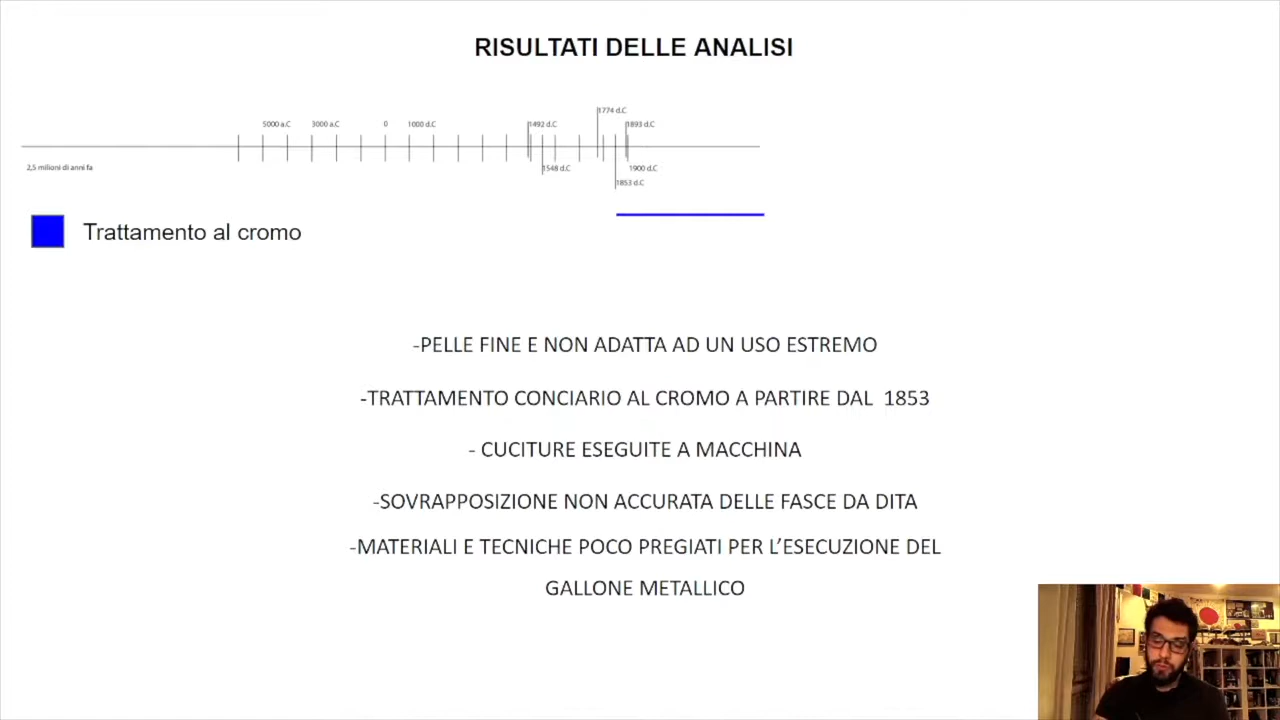 RISULTATI DELLE ANALISI
1774 d.C
5000 a.C 3000 a.C 0 1000 d.C 1492 d.C 1893 d.C
2,5 milioni di anni fa 1548 d.C 1900 d.C
1853 d.C
Trattamento al cromo
-PELLE FINE E NON ADATTA AD UN USO ESTREMO
-TRATTAMENTO CONCIARIO AL CROMO A PARTIRE DAL 1853
- CUCITURE ESEGUITE A MACCHINA
-SOVRAPPOSIZIONE NON ACCURATA DELLE FASCE DA DITA
-MATERIALI E TECNICHE POCO PREGIATI PER L’ESECUZIONE DEL
GALLONE METALLICO